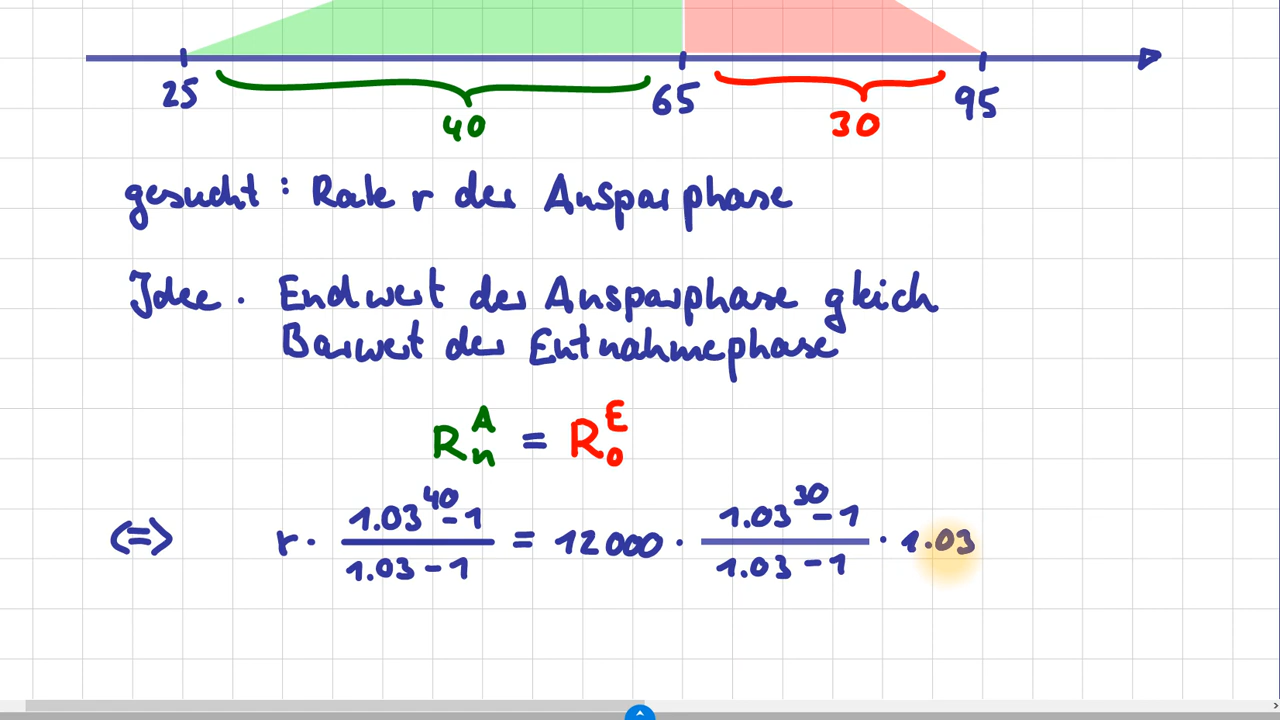 25 65 95
40 30
gesucht : Rate r der Ansparphase
Idee . Endwert der Ansparphase gleich
Barwert der Entnahmephase
R_n^A = R_0^E
<=> r · (1.03^40 - 1)/(1.03 - 1) = 12000 · (1.03^30 - 1)/(1.03 - 1) · 1.03